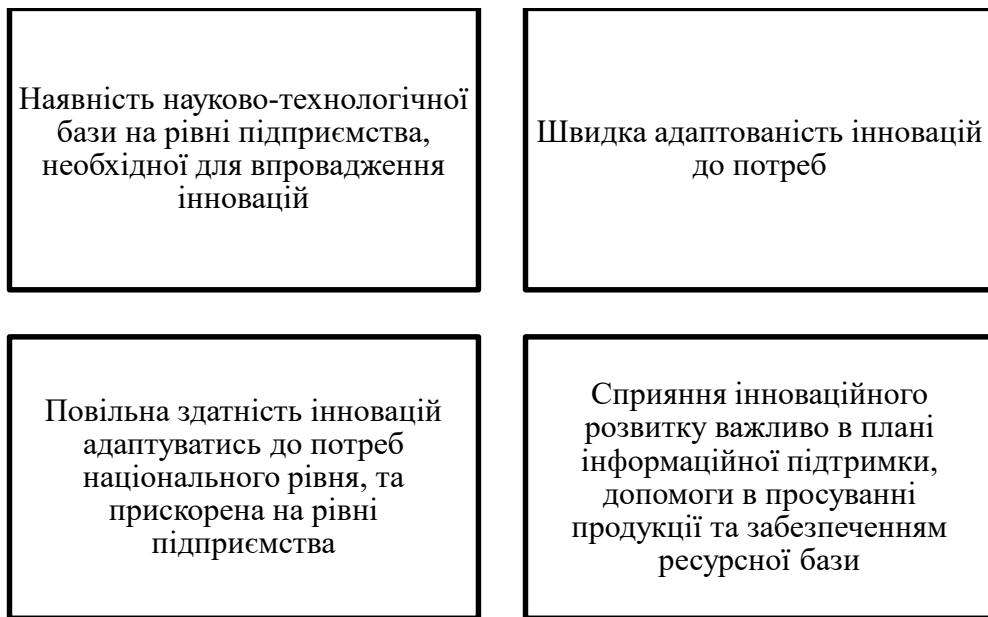 Наявність науково-технологічної
бази на рівні підприємства,
необхідної для впровадження
інновацій
Швидка адаптованість інновацій
до потреб
Повільна здатність інновацій
адаптуватись до потреб
національного рівня, та
прискорена на рівні
підприємства
Сприяння інноваційного
розвитку важливо в плані
інформаційної підтримки,
допомоги в просуванні
продукції та забезпеченням
ресурсної бази